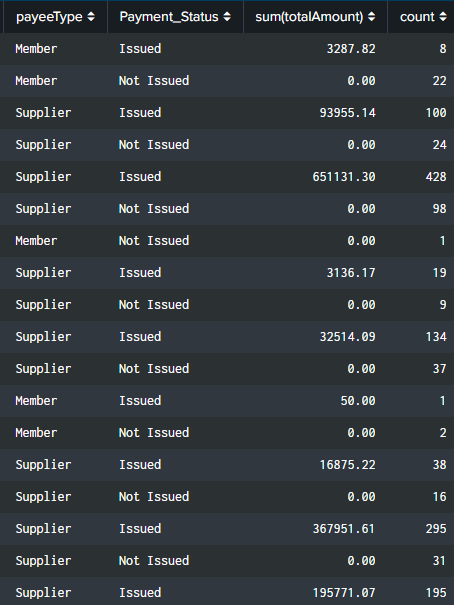 payeeType Payment_Status sum(totalAmount) count
Member Issued 3287.82 8
Member Not Issued 0.00 22
Supplier Issued 93955.14 100
Supplier Not Issued 0.00 24
Supplier Issued 651131.30 428
Supplier Not Issued 0.00 98
Member Not Issued 0.00 1
Supplier Issued 3136.17 19
Supplier Not Issued 0.00 9
Supplier Issued 32514.09 134
Supplier Not Issued 0.00 37
Member Issued 50.00 1
Member Not Issued 0.00 2
Supplier Issued 16875.22 38
Supplier Not Issued 0.00 16
Supplier Issued 367951.61 295
Supplier Not Issued 0.00 31
Supplier Issued 195771.07 195